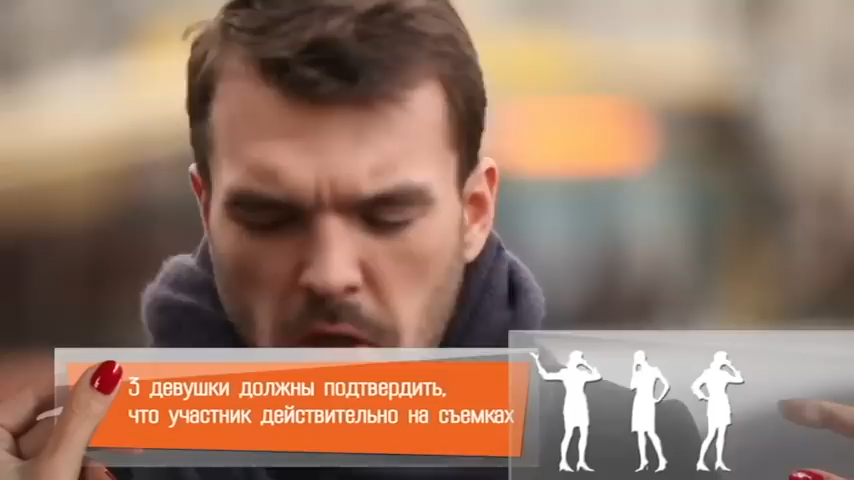 3 девушки должны подтвердить,
что участник действительно на съемках